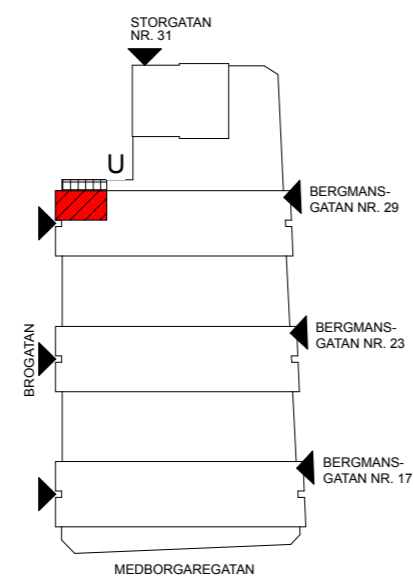 STORGATAN
NR. 31
U
BERGMANS-
GATAN NR. 29
BROGATAN
BERGMANS-
GATAN NR. 23
BERGMANS-
GATAN NR. 17
MEDBORGAREGATAN